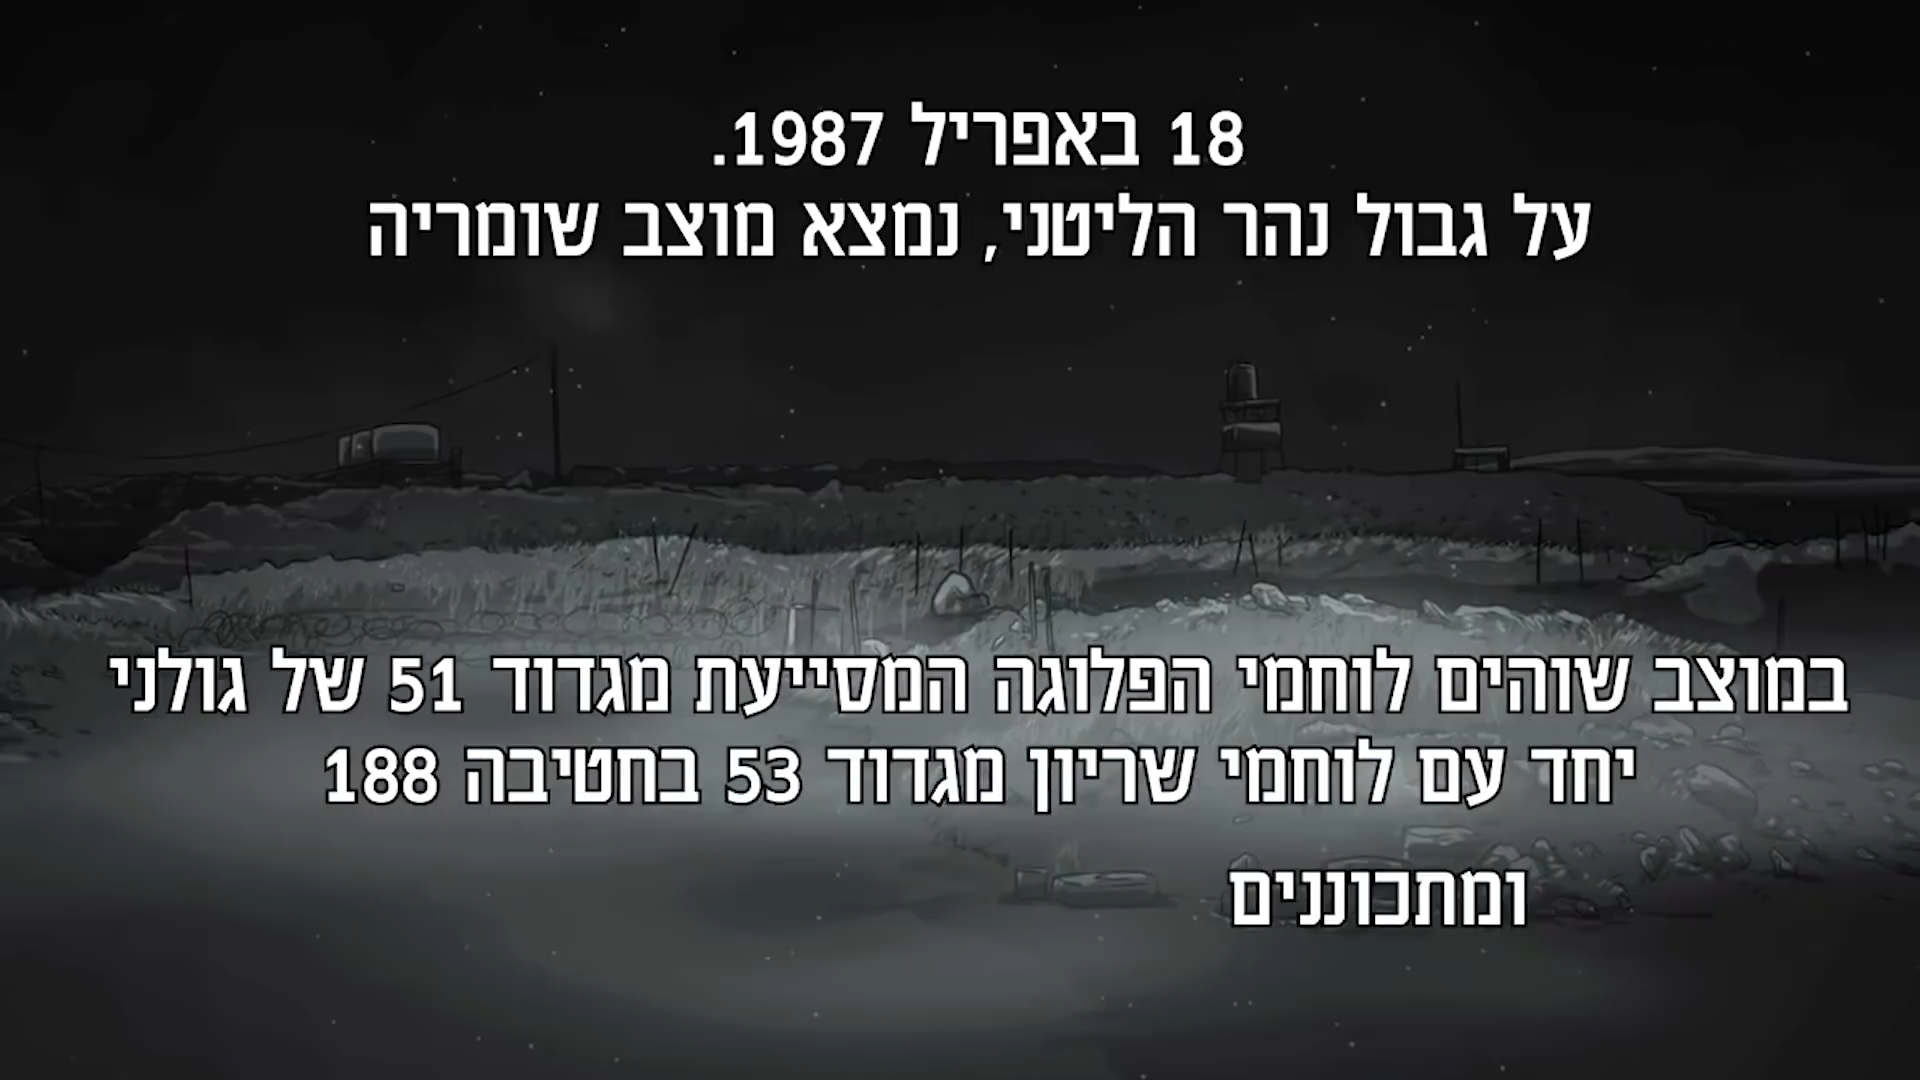 18 באפריל 1987.
על גבול נהר הליטני, נמצא מוצב שומריה
במוצב שוהים לוחמי הפלוגה המסייעת מגדוד 51 של גולני
יחד עם לוחמי שריון מגדוד 53 בחטיבה 188
ומתכוננים